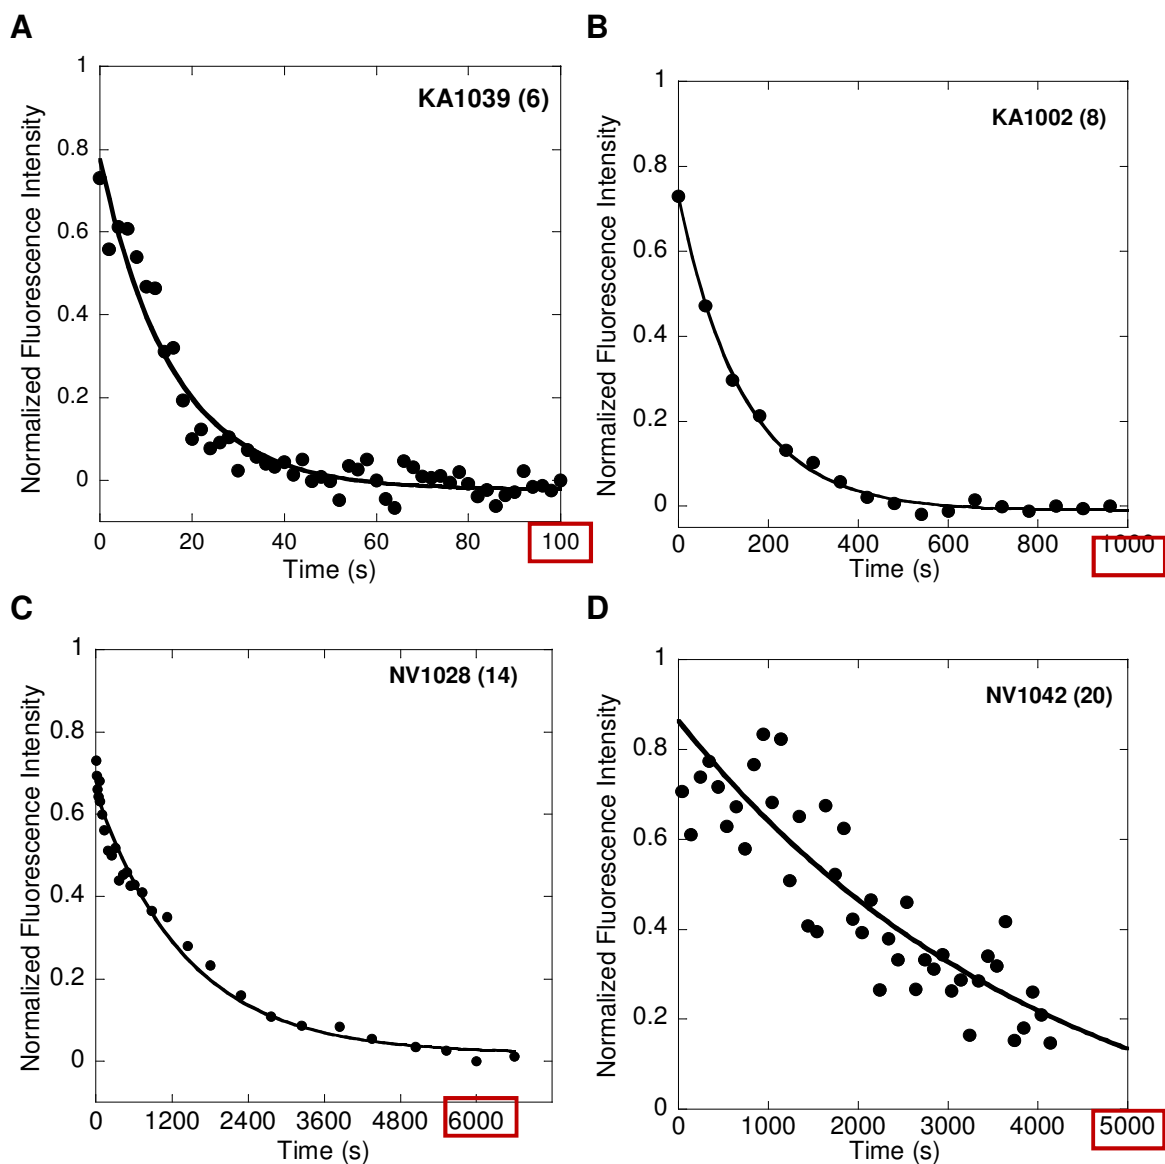 A
Normalized Fluorescence Intensity
1
0.8
0.6
0.4
0.2
0
KA1039 (6)
0 20 40 60 80 100
Time (s)
B
Normalized Fluorescence Intensity
1
0.8
0.6
0.4
0.2
0
KA1002 (8)
0 200 400 600 800 1000
Time (s)
C
Normalized Fluorescence Intensity
1
0.8
0.6
0.4
0.2
0
NV1028 (14)
0 1200 2400 3600 4800 6000
Time (s)
D
Normalized Fluorescence Intensity
1
0.8
0.6
0.4
0.2
0
NV1042 (20)
0 1000 2000 3000 4000 5000
Time (s)